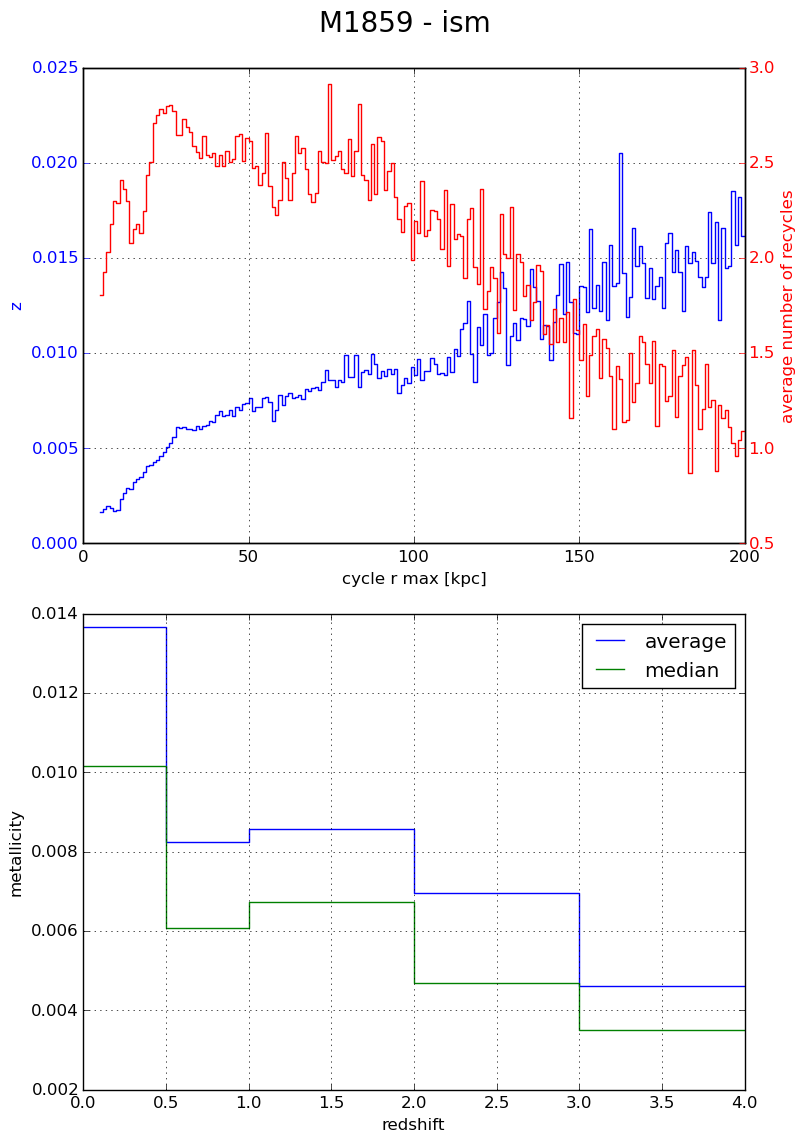 M1859 - ism
0.025
0.020
0.015
0.010
0.005
0.000
z
3.0
2.5
2.0
1.5
1.0
0.5
average number of recycles
0 50 100 150 200
cycle r max [kpc]
0.014
0.012
0.010
0.008
0.006
0.004
0.002
metallicity
average
median
0.0 0.5 1.0 1.5 2.0 2.5 3.0 3.5 4.0
redshift